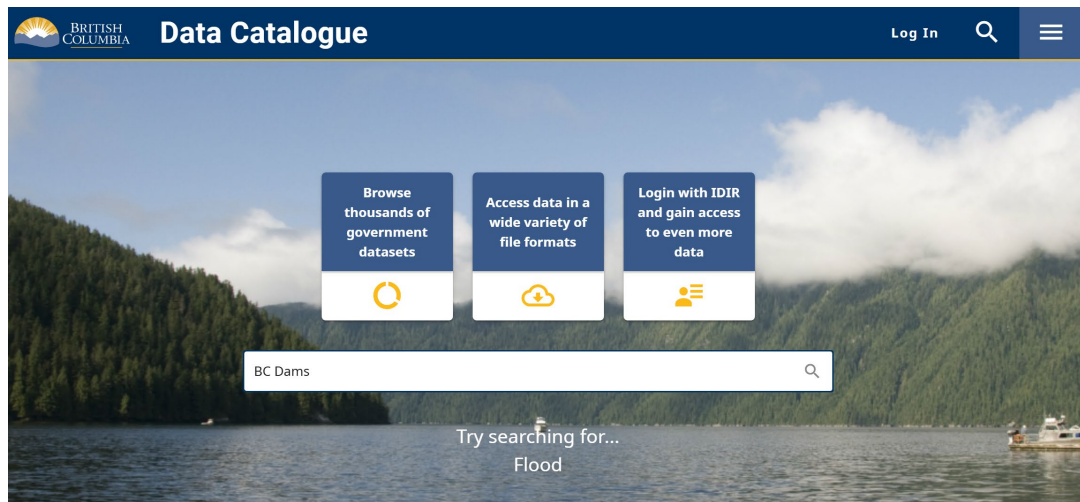 BRITISH
COLUMBIA
Data Catalogue
Log In
Browse
thousands of
government
datasets
Access data in a
wide variety of
file formats
Login with IDIR
and gain access
to even more
data
BC Dams
Try searching for...
Flood